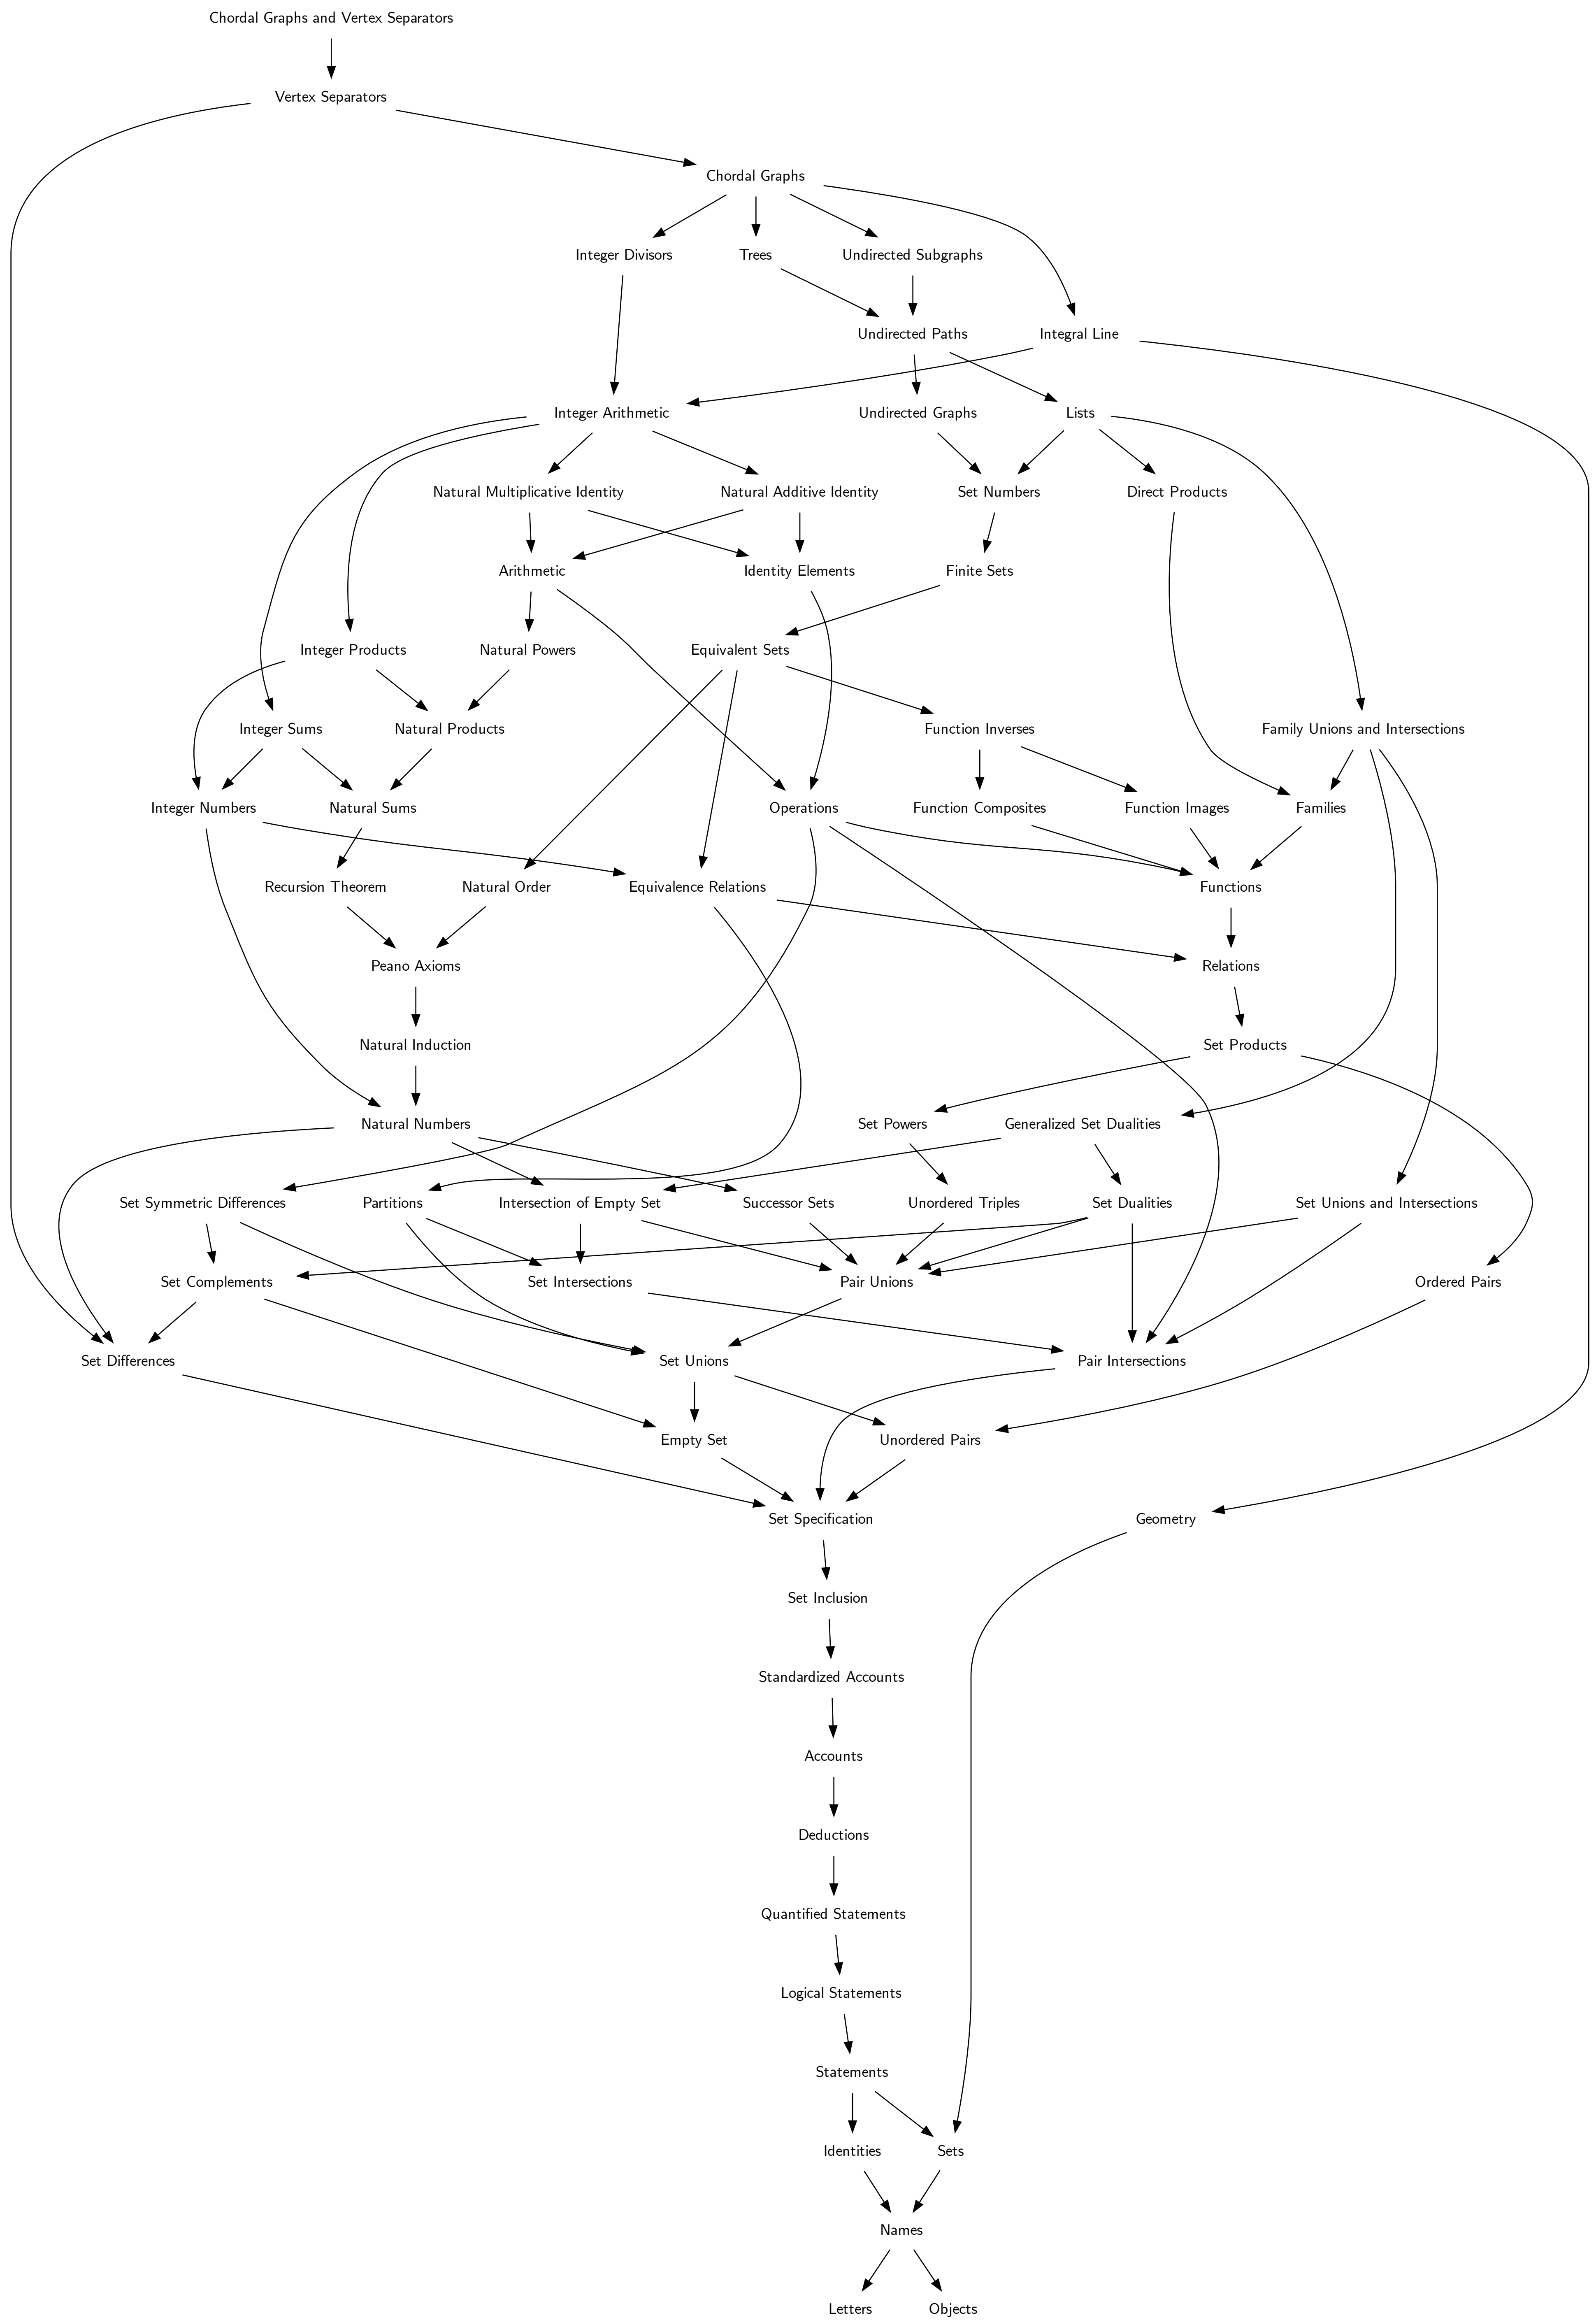 Chordal Graphs and Vertex Separators
Vertex Separators
Chordal Graphs
Integer Divisors
Trees
Undirected Subgraphs
Undirected Paths
Integral Line
Integer Arithmetic
Undirected Graphs
Lists
Natural Multiplicative Identity
Natural Additive Identity
Set Numbers
Direct Products
Arithmetic
Identity Elements
Finite Sets
Integer Products
Natural Powers
Equivalent Sets
Integer Sums
Natural Products
Function Inverses
Family Unions and Intersections
Integer Numbers
Natural Sums
Operations
Function Composites
Function Images
Families
Recursion Theorem
Natural Order
Equivalence Relations
Functions
Peano Axioms
Relations
Natural Induction
Set Products
Natural Numbers
Set Powers
Generalized Set Dualities
Set Symmetric Differences
Partitions
Intersection of Empty Set
Successor Sets
Unordered Triples
Set Dualities
Set Unions and Intersections
Set Complements
Set Intersections
Pair Unions
Ordered Pairs
Set Differences
Set Unions
Pair Intersections
Empty Set
Unordered Pairs
Set Specification
Geometry
Set Inclusion
Standardized Accounts
Accounts
Deductions
Quantified Statements
Logical Statements
Statements
Identities
Sets
Names
Letters
Objects